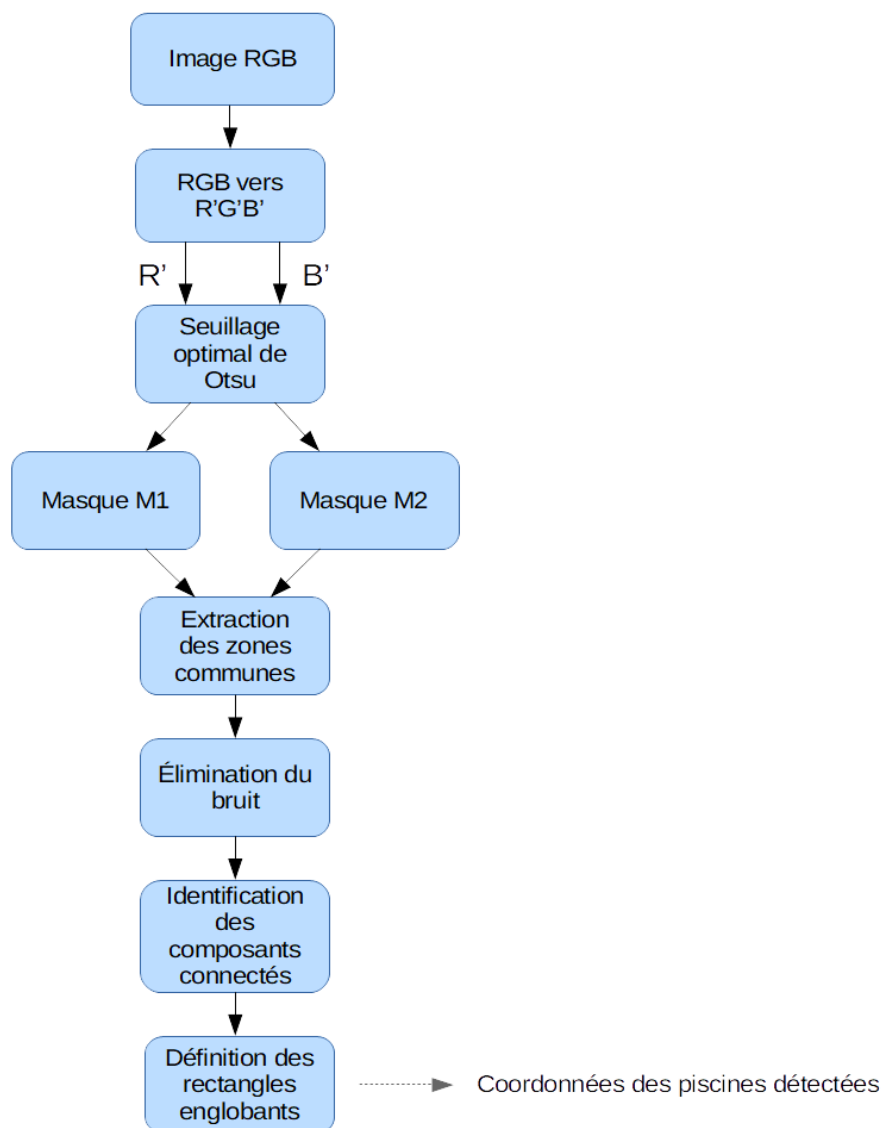 Image RGB
RGB vers
R’G’B’
R’ B’
Seuillage
optimal de
Otsu
Masque M1 Masque M2
Extraction
des zones
communes
Élimination du
bruit
Identification
des
composants
connectés
Définition des
rectangles
englobants
Coordonnées des piscines détectées